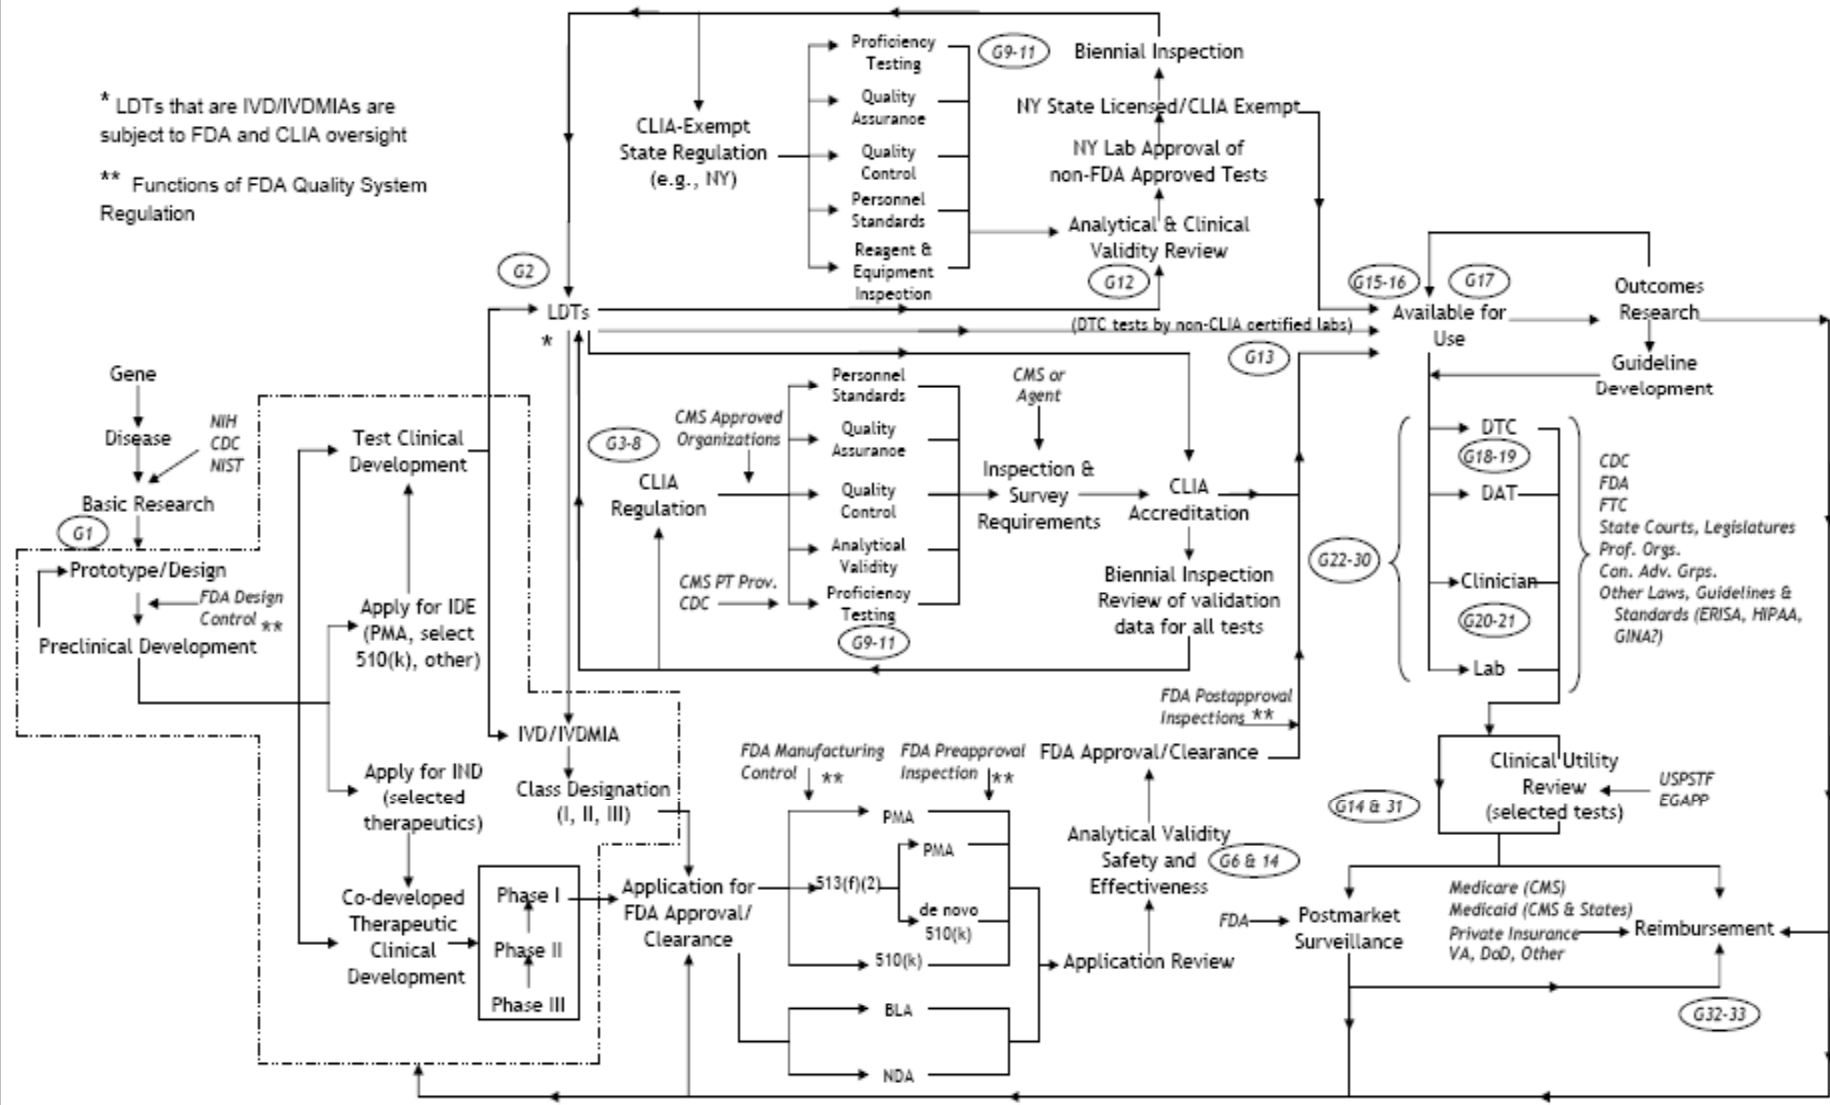 * LDTs that are IVD/IVDMIAs are
subject to FDA and CLIA oversight
** Functions of FDA Quality System
Regulation
Gene
Disease
NIH
CDC
NIST
Basic Research
G1
Prototype/Design
FDA Design
Control **
Preclinical Development
Test Clinical
Development
Apply for IDE
(PMA, select
510(k), other)
Apply for IND
(selected
therapeutics)
Co-developed
Therapeutic
Clinical
Development
Phase I
Phase II
Phase III
G2
LDTs
*
IVD/IVDMIA
Class Designation
(I, II, III)
Application for
FDA Approval/
Clearance
CLIA-Exempt
State Regulation
(e.g., NY)
Proficiency
Testing
Quality
Assurance
Quality
Control
Personnel
Standards
Reagent &
Equipment
Inspection
G9-11
Biennial Inspection
NY State Licensed/CLIA Exempt
NY Lab Approval of
non-FDA Approved Tests
Analytical & Clinical
Validity Review
G12
(DTC tests by non-CLIA certified labs)
G13
G3-8
CLIA
Regulation
CMS Approved
Organizations
CMS PT Prov.
CDC
Personnel
Standards
Quality
Assurance
Quality
Control
Analytical
Validity
Proficiency
Testing
G9-11
CMS or
Agent
Inspection &
Survey
Requirements
CLIA
Accreditation
Biennial Inspection
Review of validation
data for all tests
FDA Postapproval
Inspections **
FDA Approval/Clearance
FDA Manufacturing
Control **
FDA Preapproval
Inspection **
PMA
513(f)(2)
PMA
de novo
510(k)
510(k)
BLA
NDA
Analytical Validity
Safety and
Effectiveness
G6 & 14
Application Review
G15-16
G17
Available for
Use
Outcomes
Research
Guideline
Development
DTC
G18-19
DAT
Clinician
G20-21
Lab
G22-30
CDC
FDA
FTC
State Courts, Legislatures
Prof. Orgs.
Con. Adv. Grps.
Other Laws, Guidelines &
Standards (ERISA, HIPAA,
GINA?)
Clinical Utility
Review
(selected tests)
USPSTF
EGAPP
G14 & 31
FDA
Postmarket
Surveillance
Medicare (CMS)
Medicaid (CMS & States)
Private Insurance
VA, DoD, Other
Reimbursement
G32-33